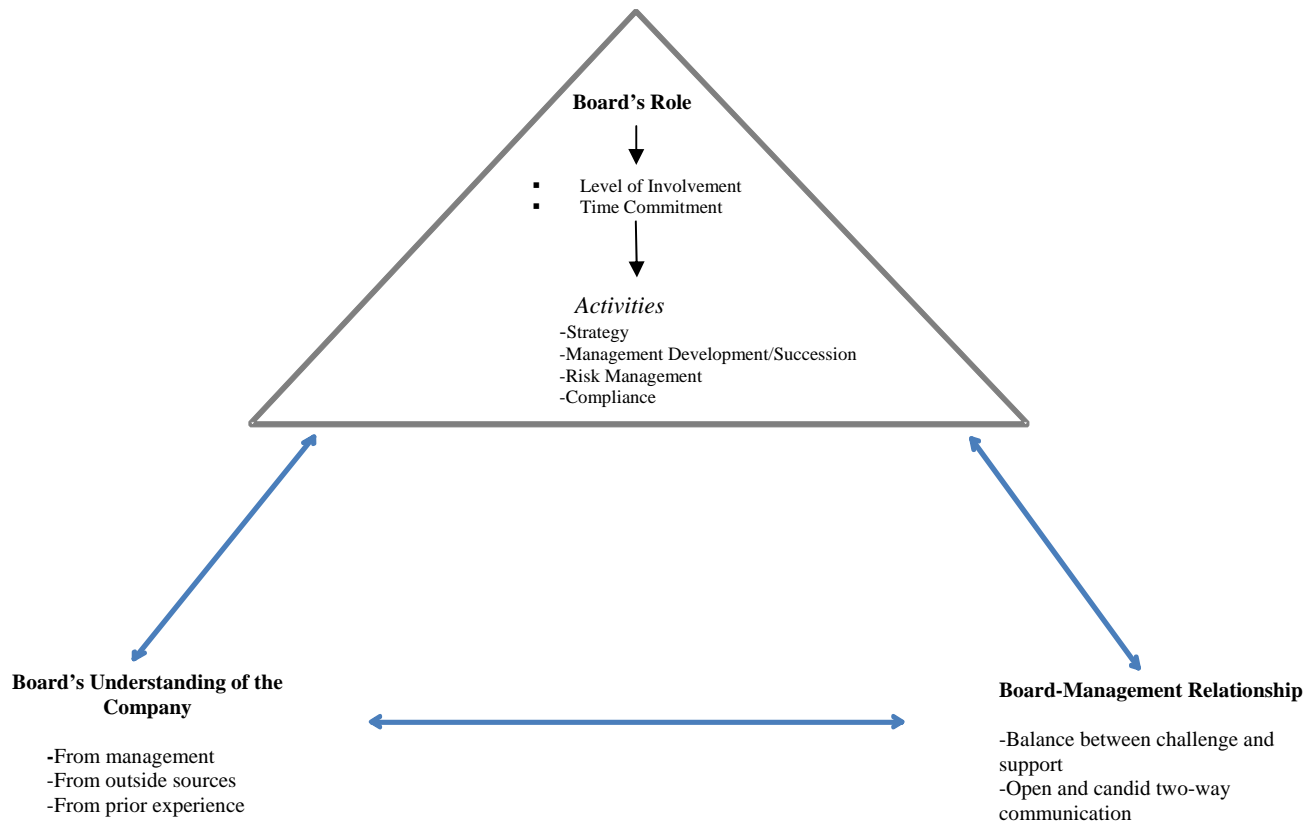 Board’s Role
▪ Level of Involvement
▪ Time Commitment
Activities
-Strategy
-Management Development/Succession
-Risk Management
-Compliance
Board’s Understanding of the
Company
-From management
-From outside sources
-From prior experience
Board-Management Relationship
-Balance between challenge and
support
-Open and candid two-way
communication